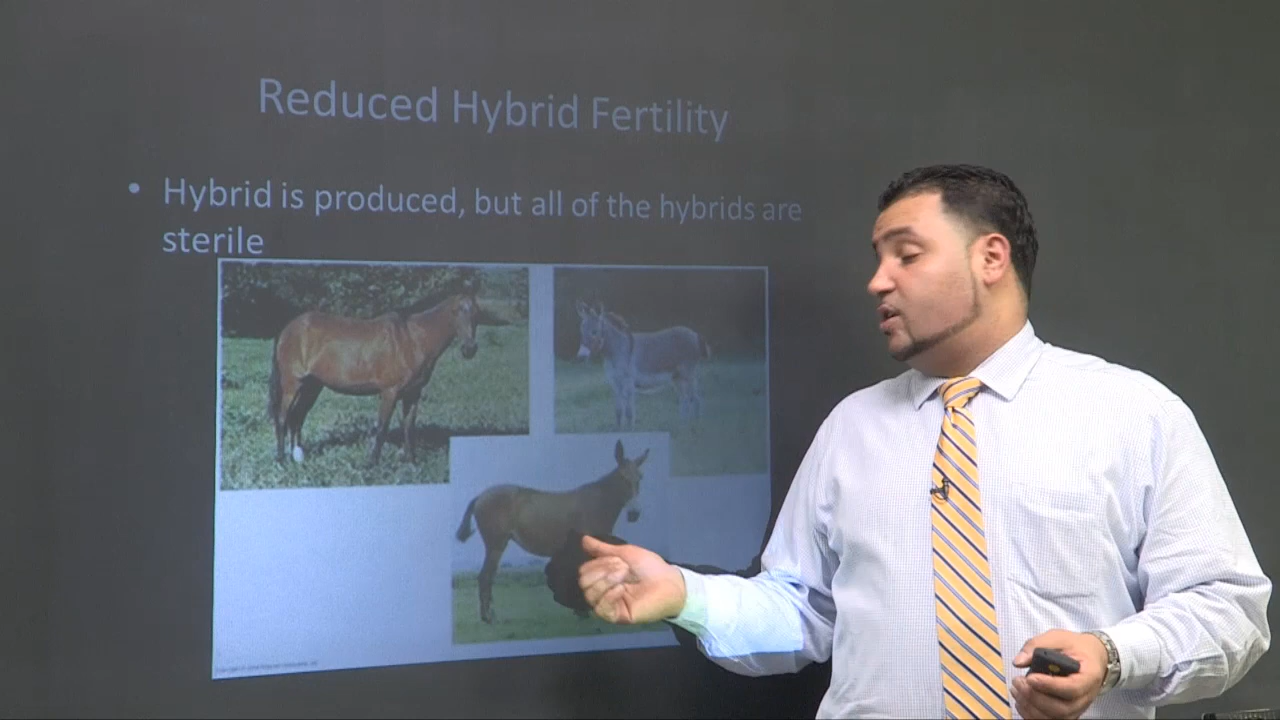 Reduced Hybrid Fertility
• Hybrid is produced, but all of the hybrids are
sterile